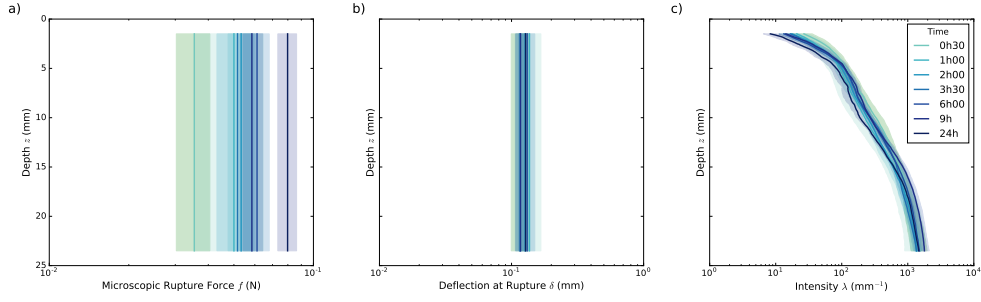 a)
0
5
10
15
20
25
Depth z (mm)
10⁻²
10⁻¹
Microscopic Rupture Force f (N)
b)
Depth z (mm)
10⁻²
10⁻¹
10⁰
Deflection at Rupture δ (mm)
c)
Depth z (mm)
10⁰
10¹
10²
10³
10⁴
Intensity λ (mm⁻¹)
Time
0h30
1h00
2h00
3h30
6h00
9h
24h